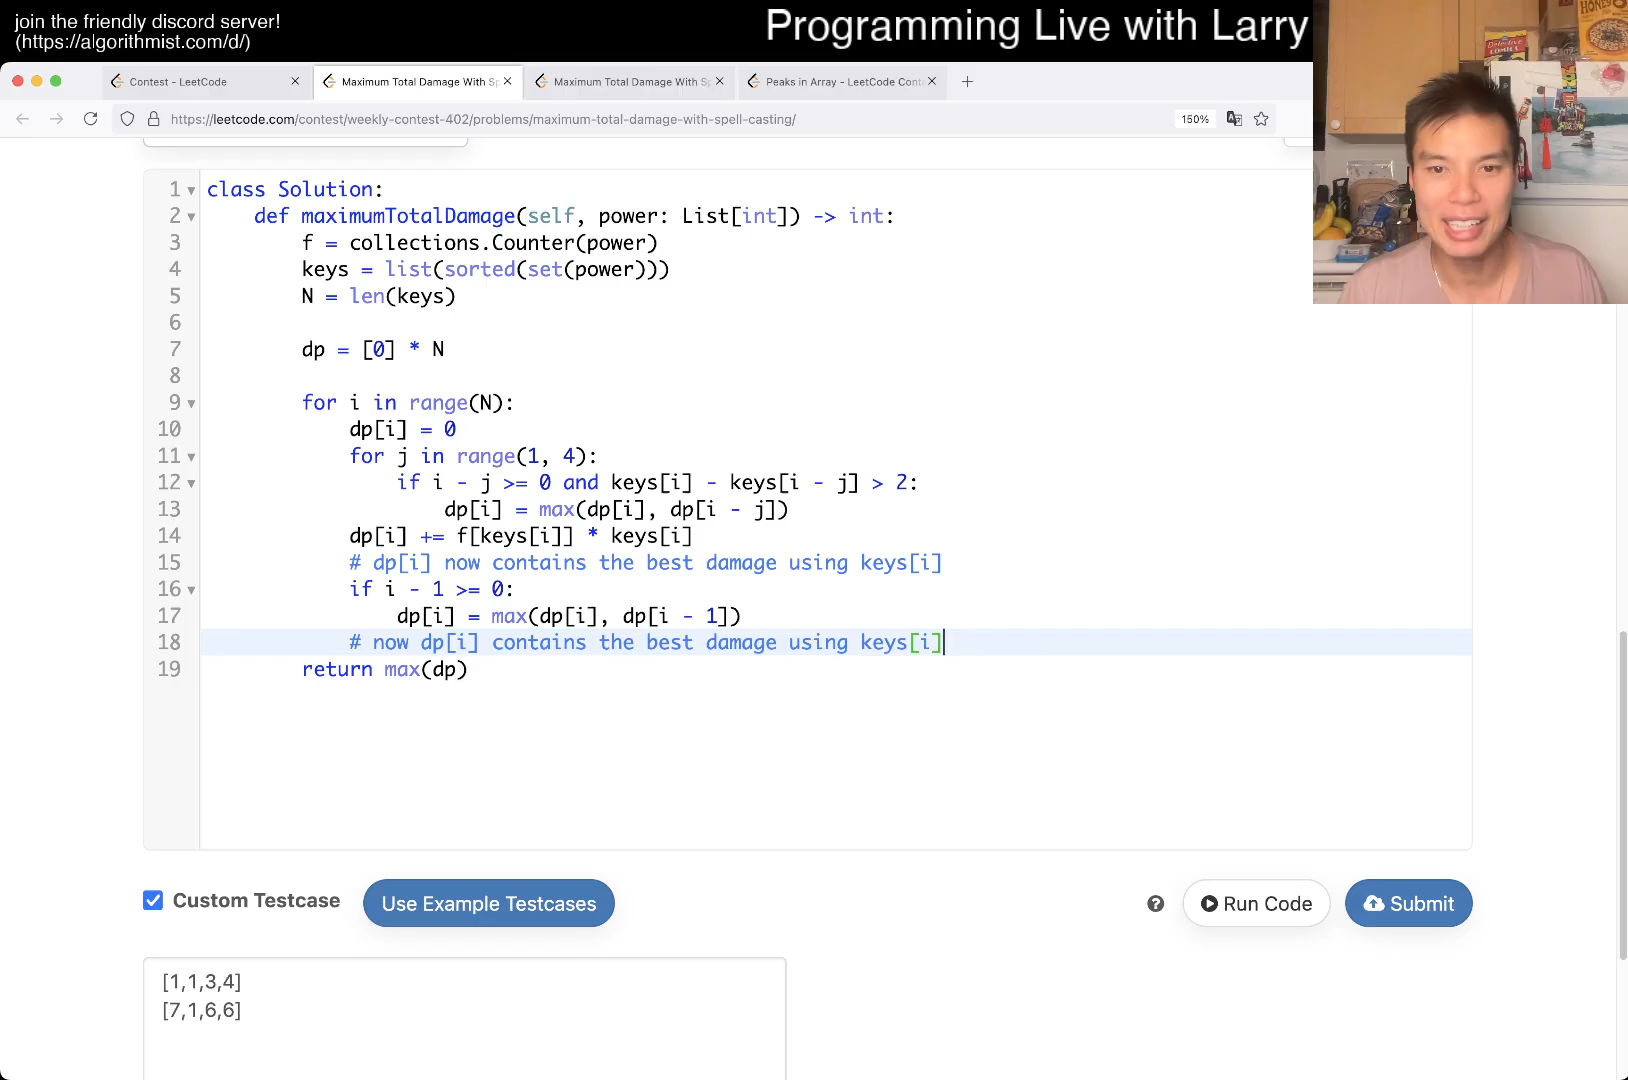 join the friendly discord server!
(https://algorithmist.com/d/)
Programming Live with Larry
Contest - LeetCode
Maximum Total Damage With Sp
Maximum Total Damage With Sp
Peaks in Array - LeetCode Cont
https://leetcode.com/contest/weekly-contest-402/problems/maximum-total-damage-with-spell-casting/
150%
1 class Solution:
2 def maximumTotalDamage(self, power: List[int]) -> int:
3 f = collections.Counter(power)
4 keys = list(sorted(set(power)))
5 N = len(keys)
6
7 dp = [0] * N
8
9 for i in range(N):
10 dp[i] = 0
11 for j in range(1, 4):
12 if i - j >= 0 and keys[i] - keys[i - j] > 2:
13 dp[i] = max(dp[i], dp[i - j])
14 dp[i] += f[keys[i]] * keys[i]
15 # dp[i] now contains the best damage using keys[i]
16 if i - 1 >= 0:
17 dp[i] = max(dp[i], dp[i - 1])
18 # now dp[i] contains the best damage using keys[i]
19 return max(dp)
Custom Testcase
Use Example Testcases
Run Code
Submit
[1,1,3,4]
[7,1,6,6]